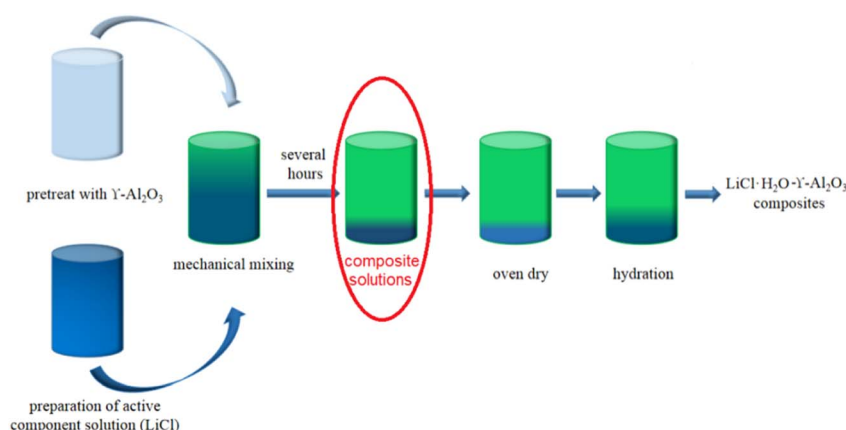 pretreat with ϒ-Al₂O₃
preparation of active
component solution (LiCl)
mechanical mixing
several
hours
composite
solutions
oven dry
hydration
LiCl·H₂O-ϒ-Al₂O₃
composites